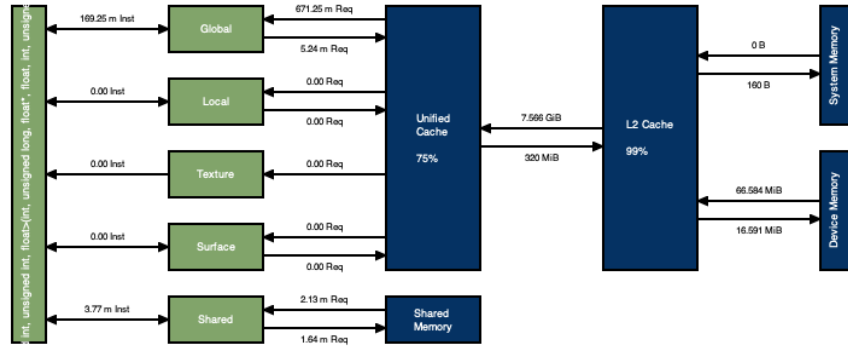 d int, unsigned int, float>(int, unsigned long, float*, float, int, unsigne
169.25 m Inst
Global
671.25 m Req
5.24 m Req
0.00 Inst
Local
0.00 Req
0.00 Req
0.00 Inst
Texture
0.00 Req
0.00 Inst
Surface
0.00 Req
0.00 Req
3.77 m Inst
Shared
2.13 m Req
1.64 m Req
Unified
Cache
75%
Shared
Memory
7.566 GiB
320 MiB
L2 Cache
99%
0 B
160 B
System Memory
66.584 MiB
16.591 MiB
Device Memory